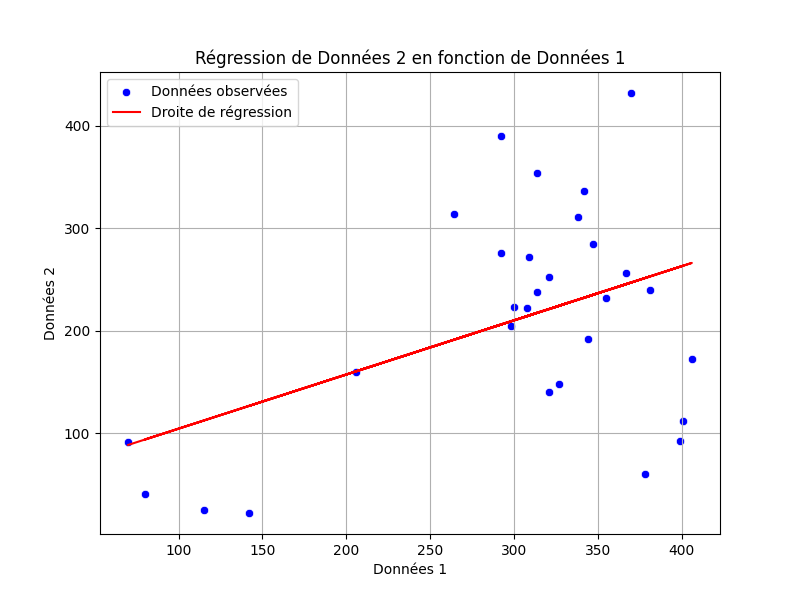 Régression de Données 2 en fonction de Données 1
Données observées
Droite de régression
400
300
200
100
Données 2
100
150
200
250
300
350
400
Données 1